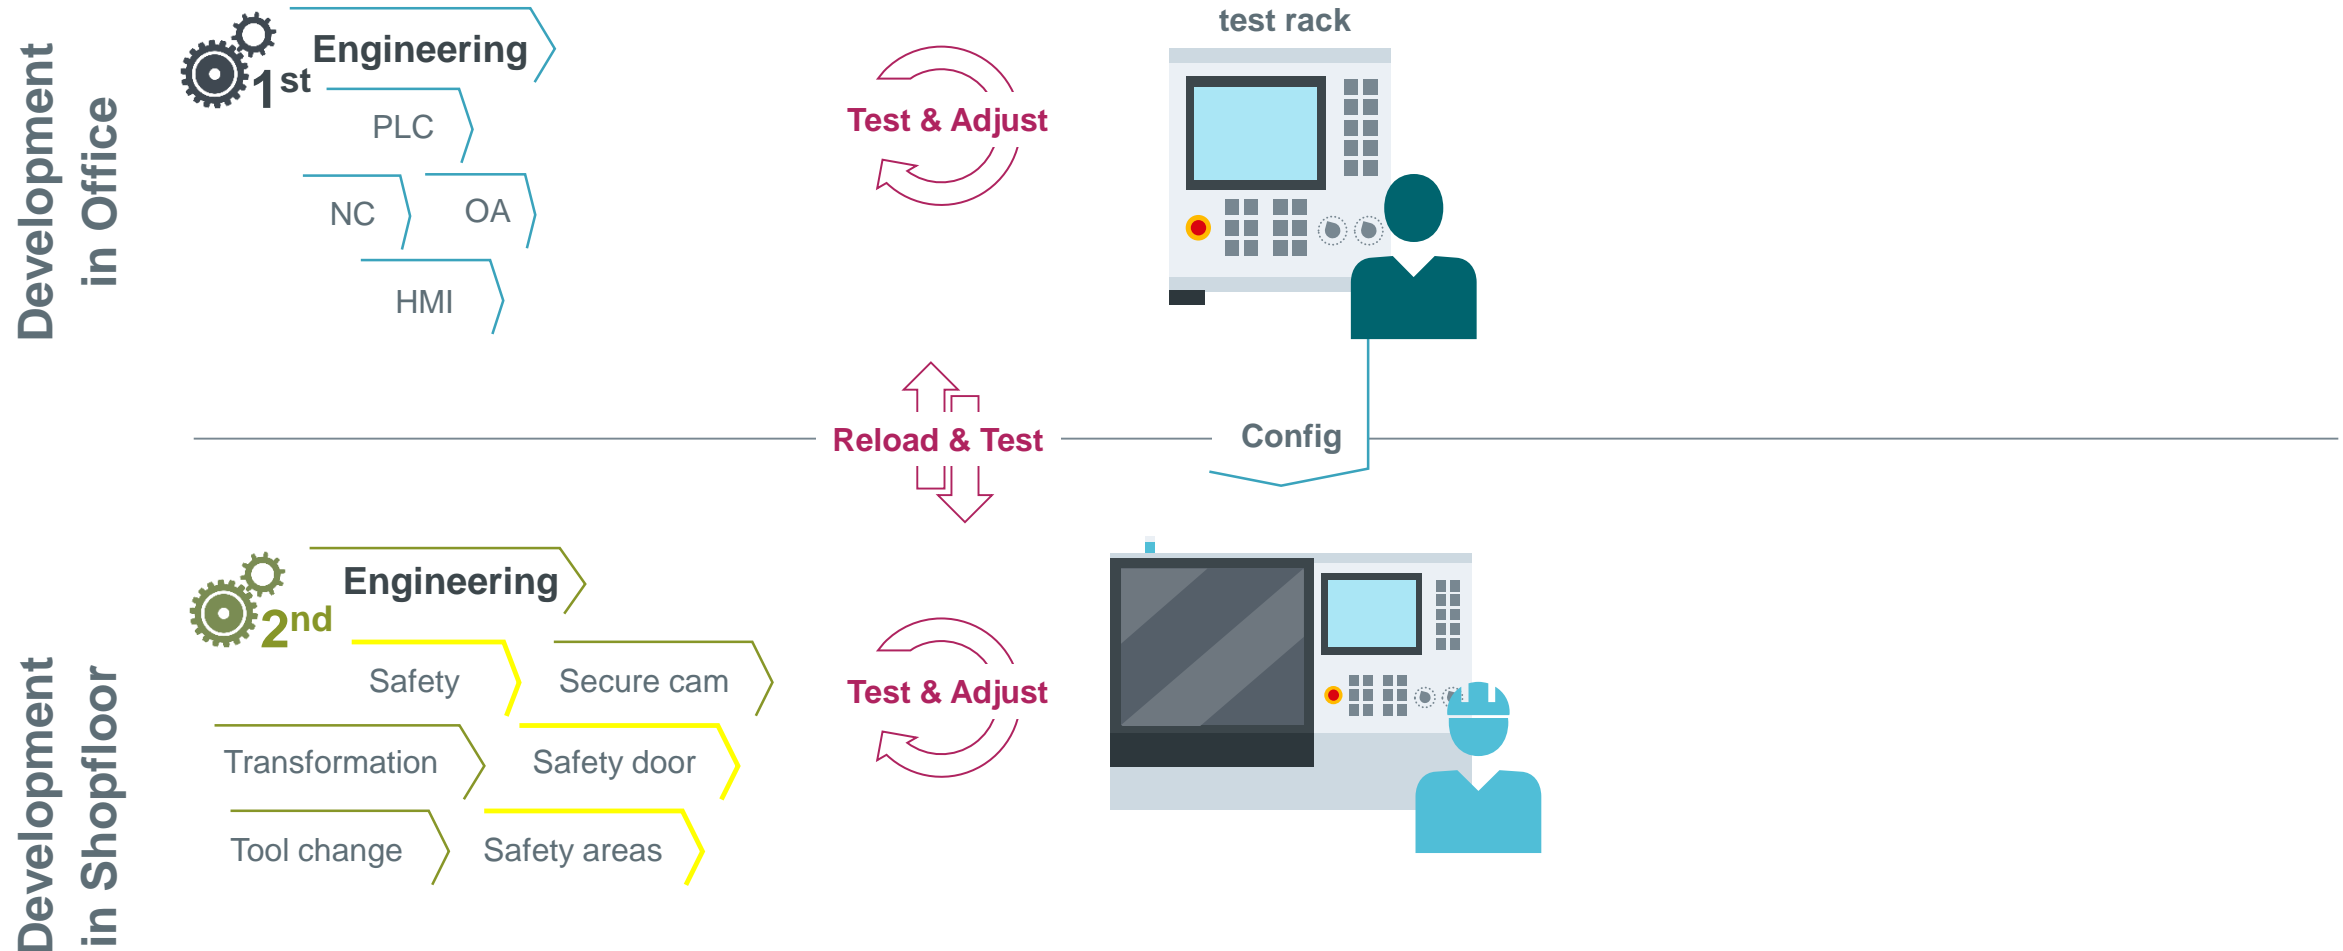 Development
in Office
1st
Engineering
PLC
NC
OA
HMI
Test & Adjust
test rack
Reload & Test
Config
Development
in Shopfloor
2nd
Engineering
Safety
Secure cam
Transformation
Safety door
Tool change
Safety areas
Test & Adjust